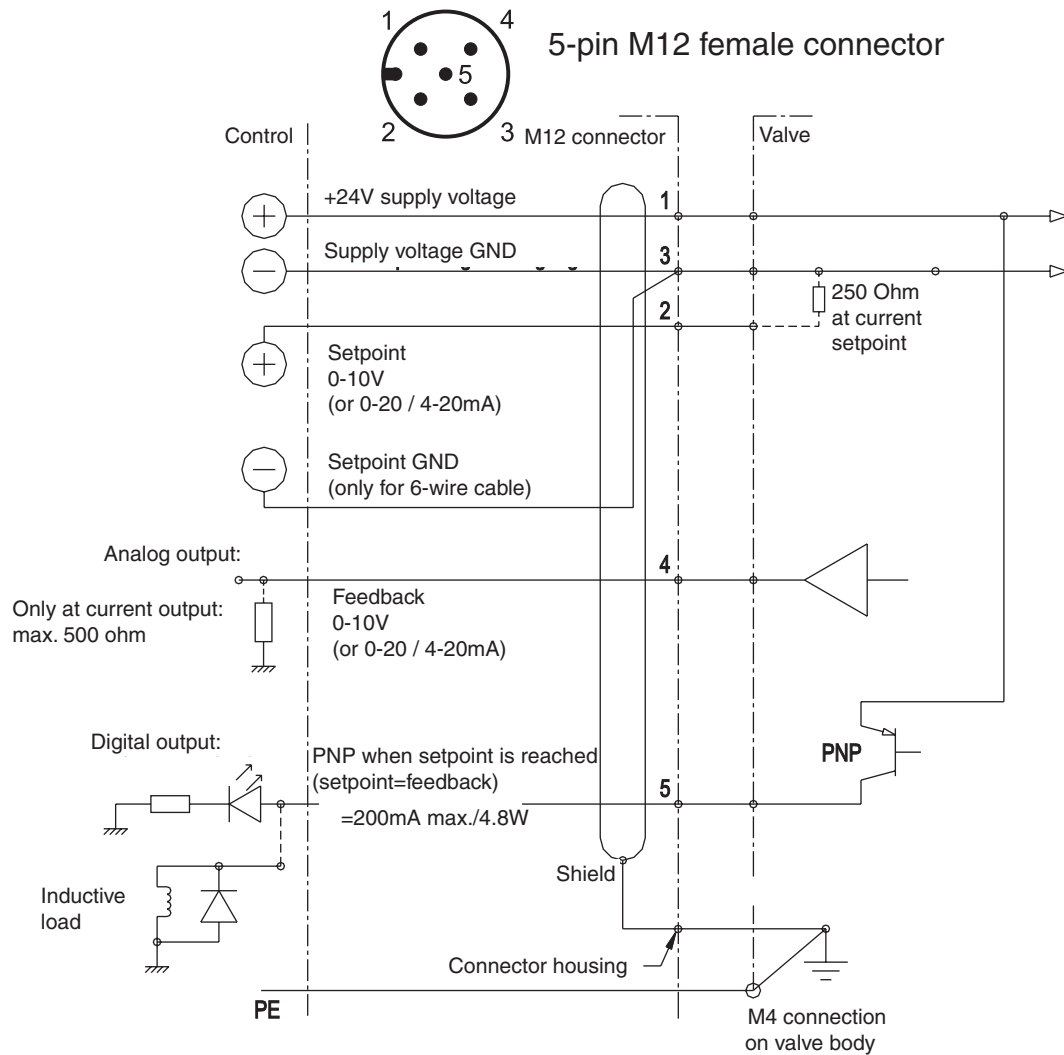 1
4
5-pin M12 female connector
5
2
3
Control
M12 connector
Valve
+24V supply voltage
1
Supply voltage GND
3
250 Ohm
at current
setpoint
2
Setpoint
0-10V
(or 0-20 / 4-20mA)
Setpoint GND
(only for 6-wire cable)
Analog output:
4
Only at current output:
max. 500 ohm
Feedback
0-10V
(or 0-20 / 4-20mA)
Digital output:
PNP when setpoint is reached
(setpoint=feedback)
PNP
5
=200mA max./4.8W
Shield
Inductive
load
Connector housing
PE
M4 connection
on valve body